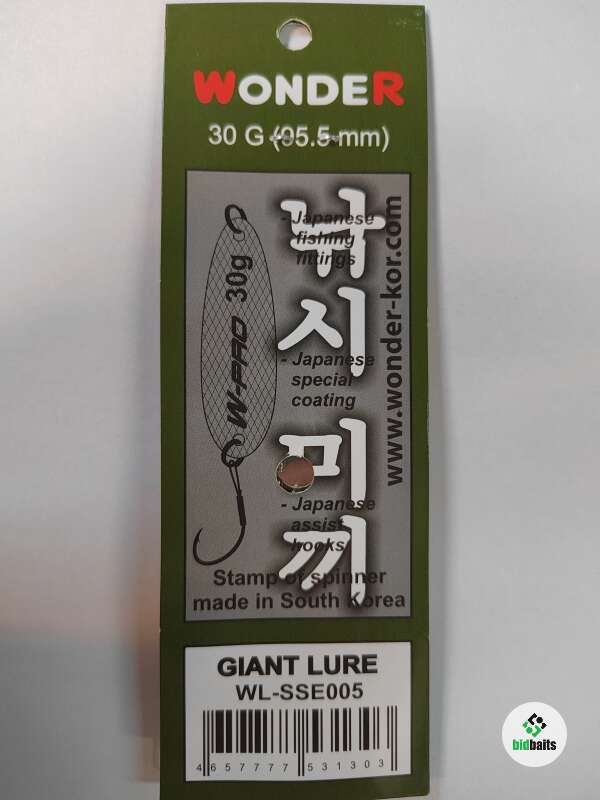 WONDER
30 G (95.5 mm)
W-PRO 30g
낚시미끼
- Japanese
fishing
fittings
- Japanese
special
coating
- Japanese
assist
hooks
www.wonder-kor.com
Stamp of spinner
made in South Korea
GIANT LURE
WL-SSE005
4 657777 531303
bidbaits